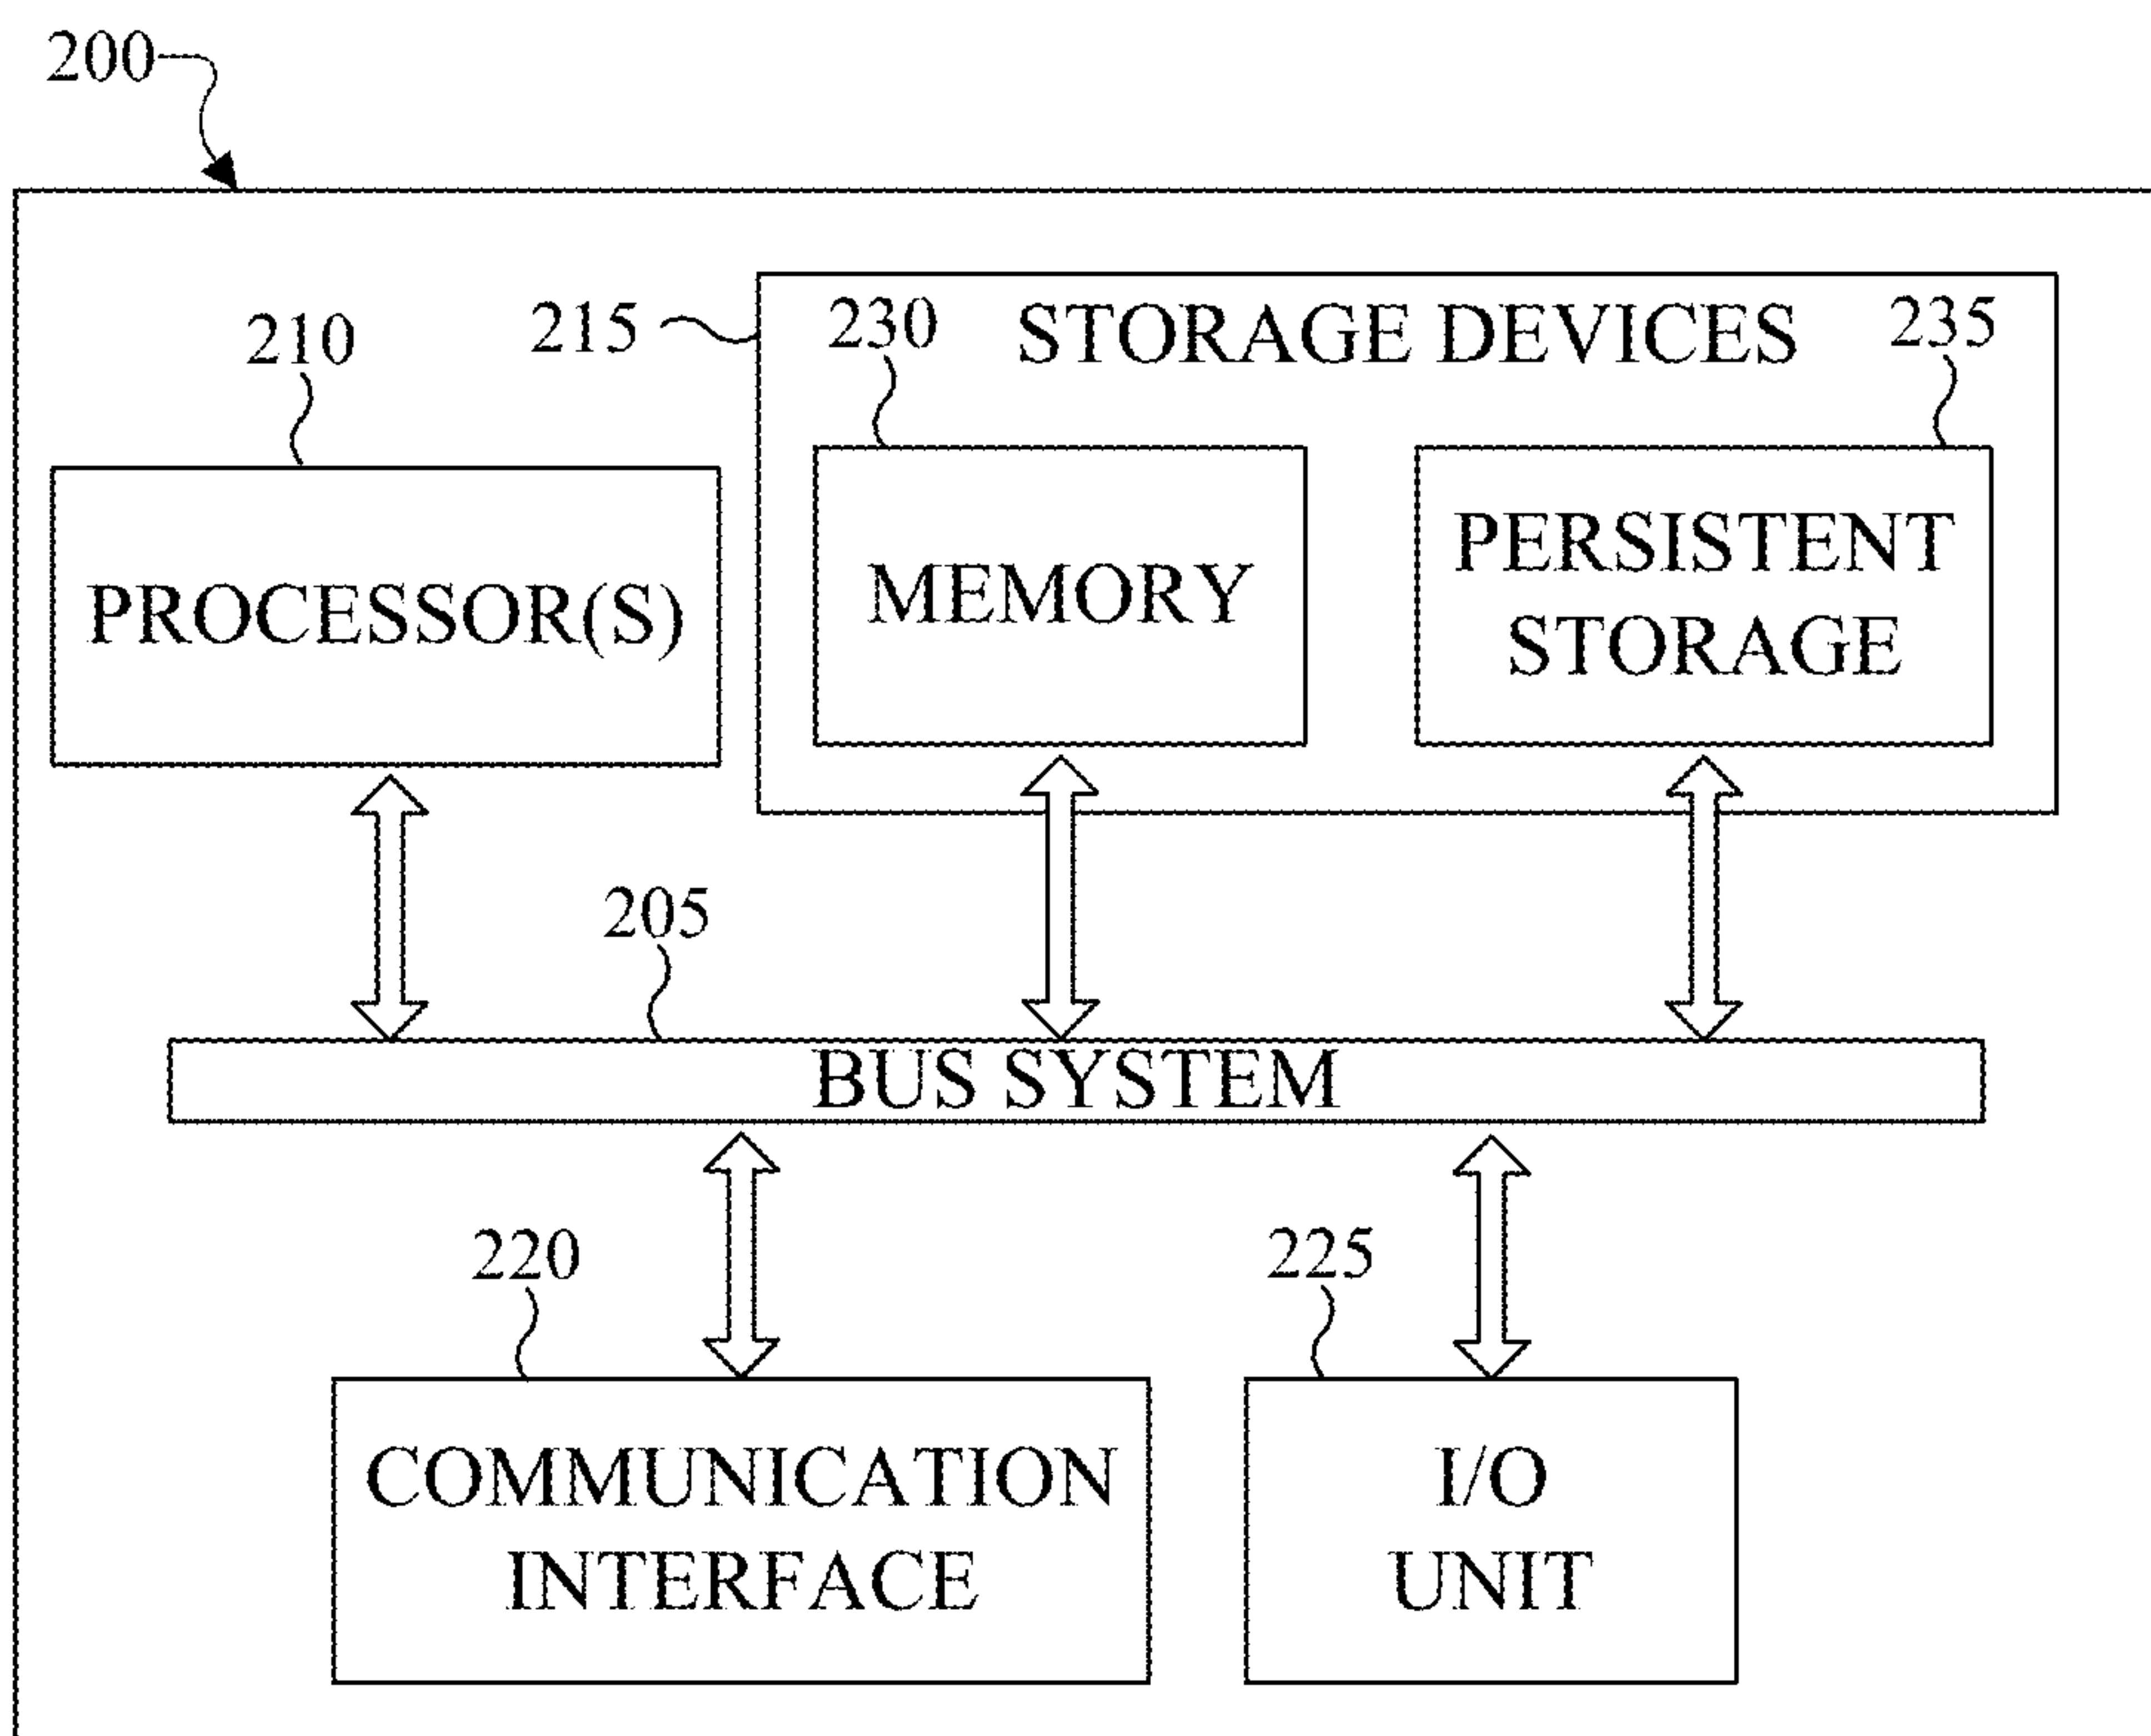 200
210
215
230
STORAGE DEVICES
235
PROCESSOR(S)
MEMORY
PERSISTENT
STORAGE
205
BUS SYSTEM
220
225
COMMUNICATION
INTERFACE
I/O
UNIT